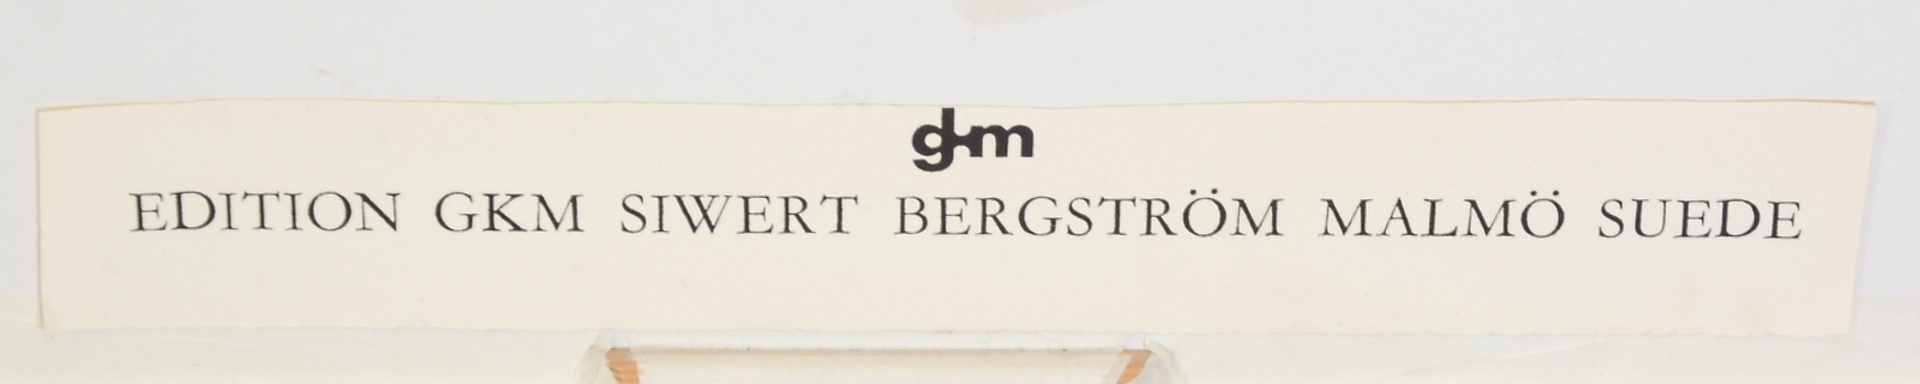 gkm
EDITION GKM SIWERT BERGSTRÖM MALMÖ SUEDE